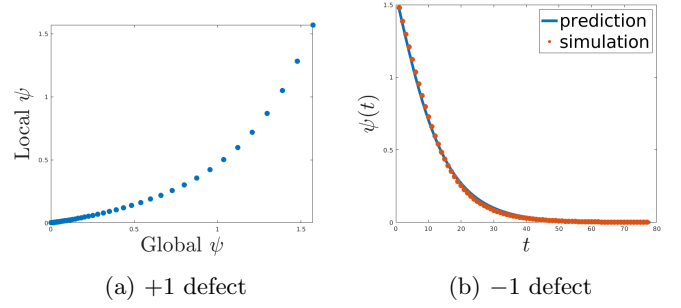 Local ψ
1.5
1
0.5
0
0 0.5 1 1.5
Global ψ
(a) +1 defect
prediction
simulation
ψ(t)
1.5
1
0.5
0
0 10 20 30 40 50 60 70 80
t
(b) −1 defect